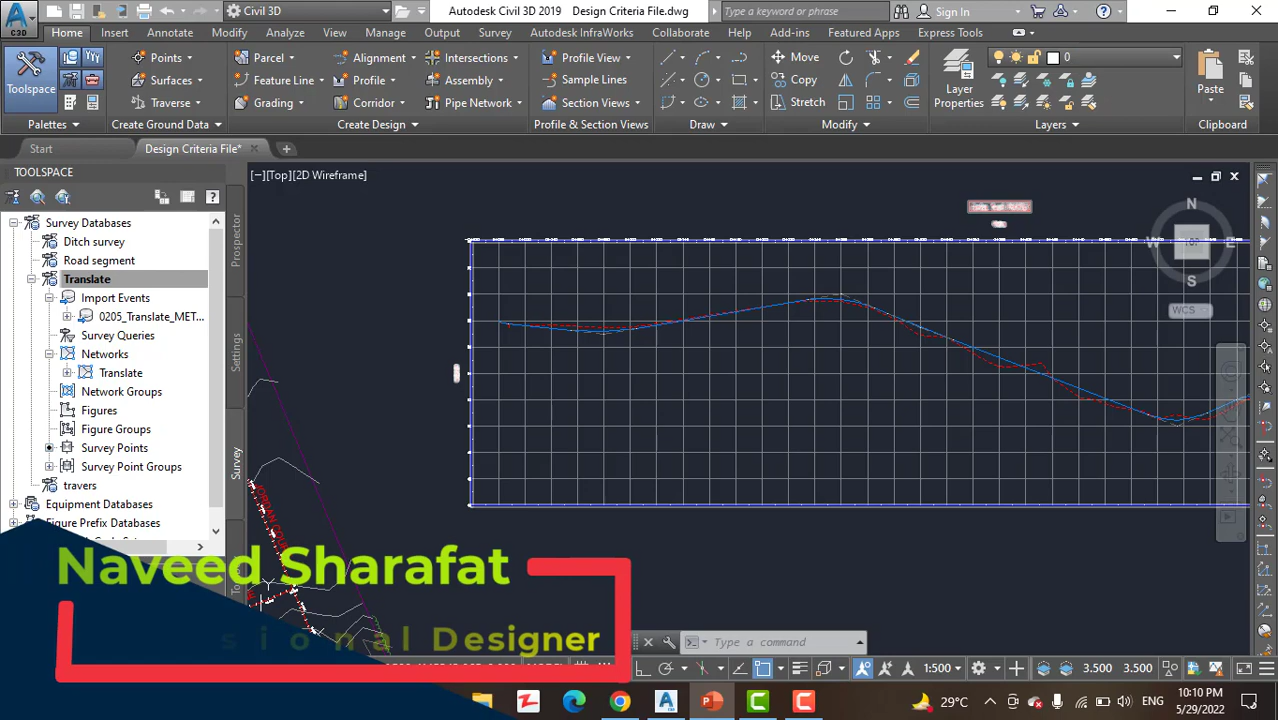 Civil 3D
Autodesk Civil 3D 2019 Design Criteria File.dwg
Type a keyword or phrase
Sign In
C3D
Home Insert Annotate Modify Analyze View Manage Output Survey Autodesk InfraWorks Collaborate Help Add-ins Featured Apps Express Tools
Toolspace
Palettes
Points
Surfaces
Traverse
Create Ground Data
Parcel
Feature Line
Grading
Alignment
Profile
Corridor
Intersections
Assembly
Pipe Network
Create Design
Profile View
Sample Lines
Section Views
Profile & Section Views
Draw
Move
Copy
Stretch
Modify
Layer
Properties
0
Layers
Paste
Clipboard
Start
Design Criteria File*
TOOLSPACE
Survey Databases
Ditch survey
Road segment
Translate
Import Events
0205_Translate_MET...
Survey Queries
Networks
Translate
Network Groups
Figures
Figure Groups
Survey Points
Survey Point Groups
travers
Equipment Databases
Figure Prefix Databases
Prospector
Settings
Survey
[−][Top][2D Wireframe]
N
W
TOP
E
S
WCS
Naveed Sharafat
sional Designer
Type a command
1:500
3.500 3.500
29°C
ENG
10:10 PM
5/29/2022